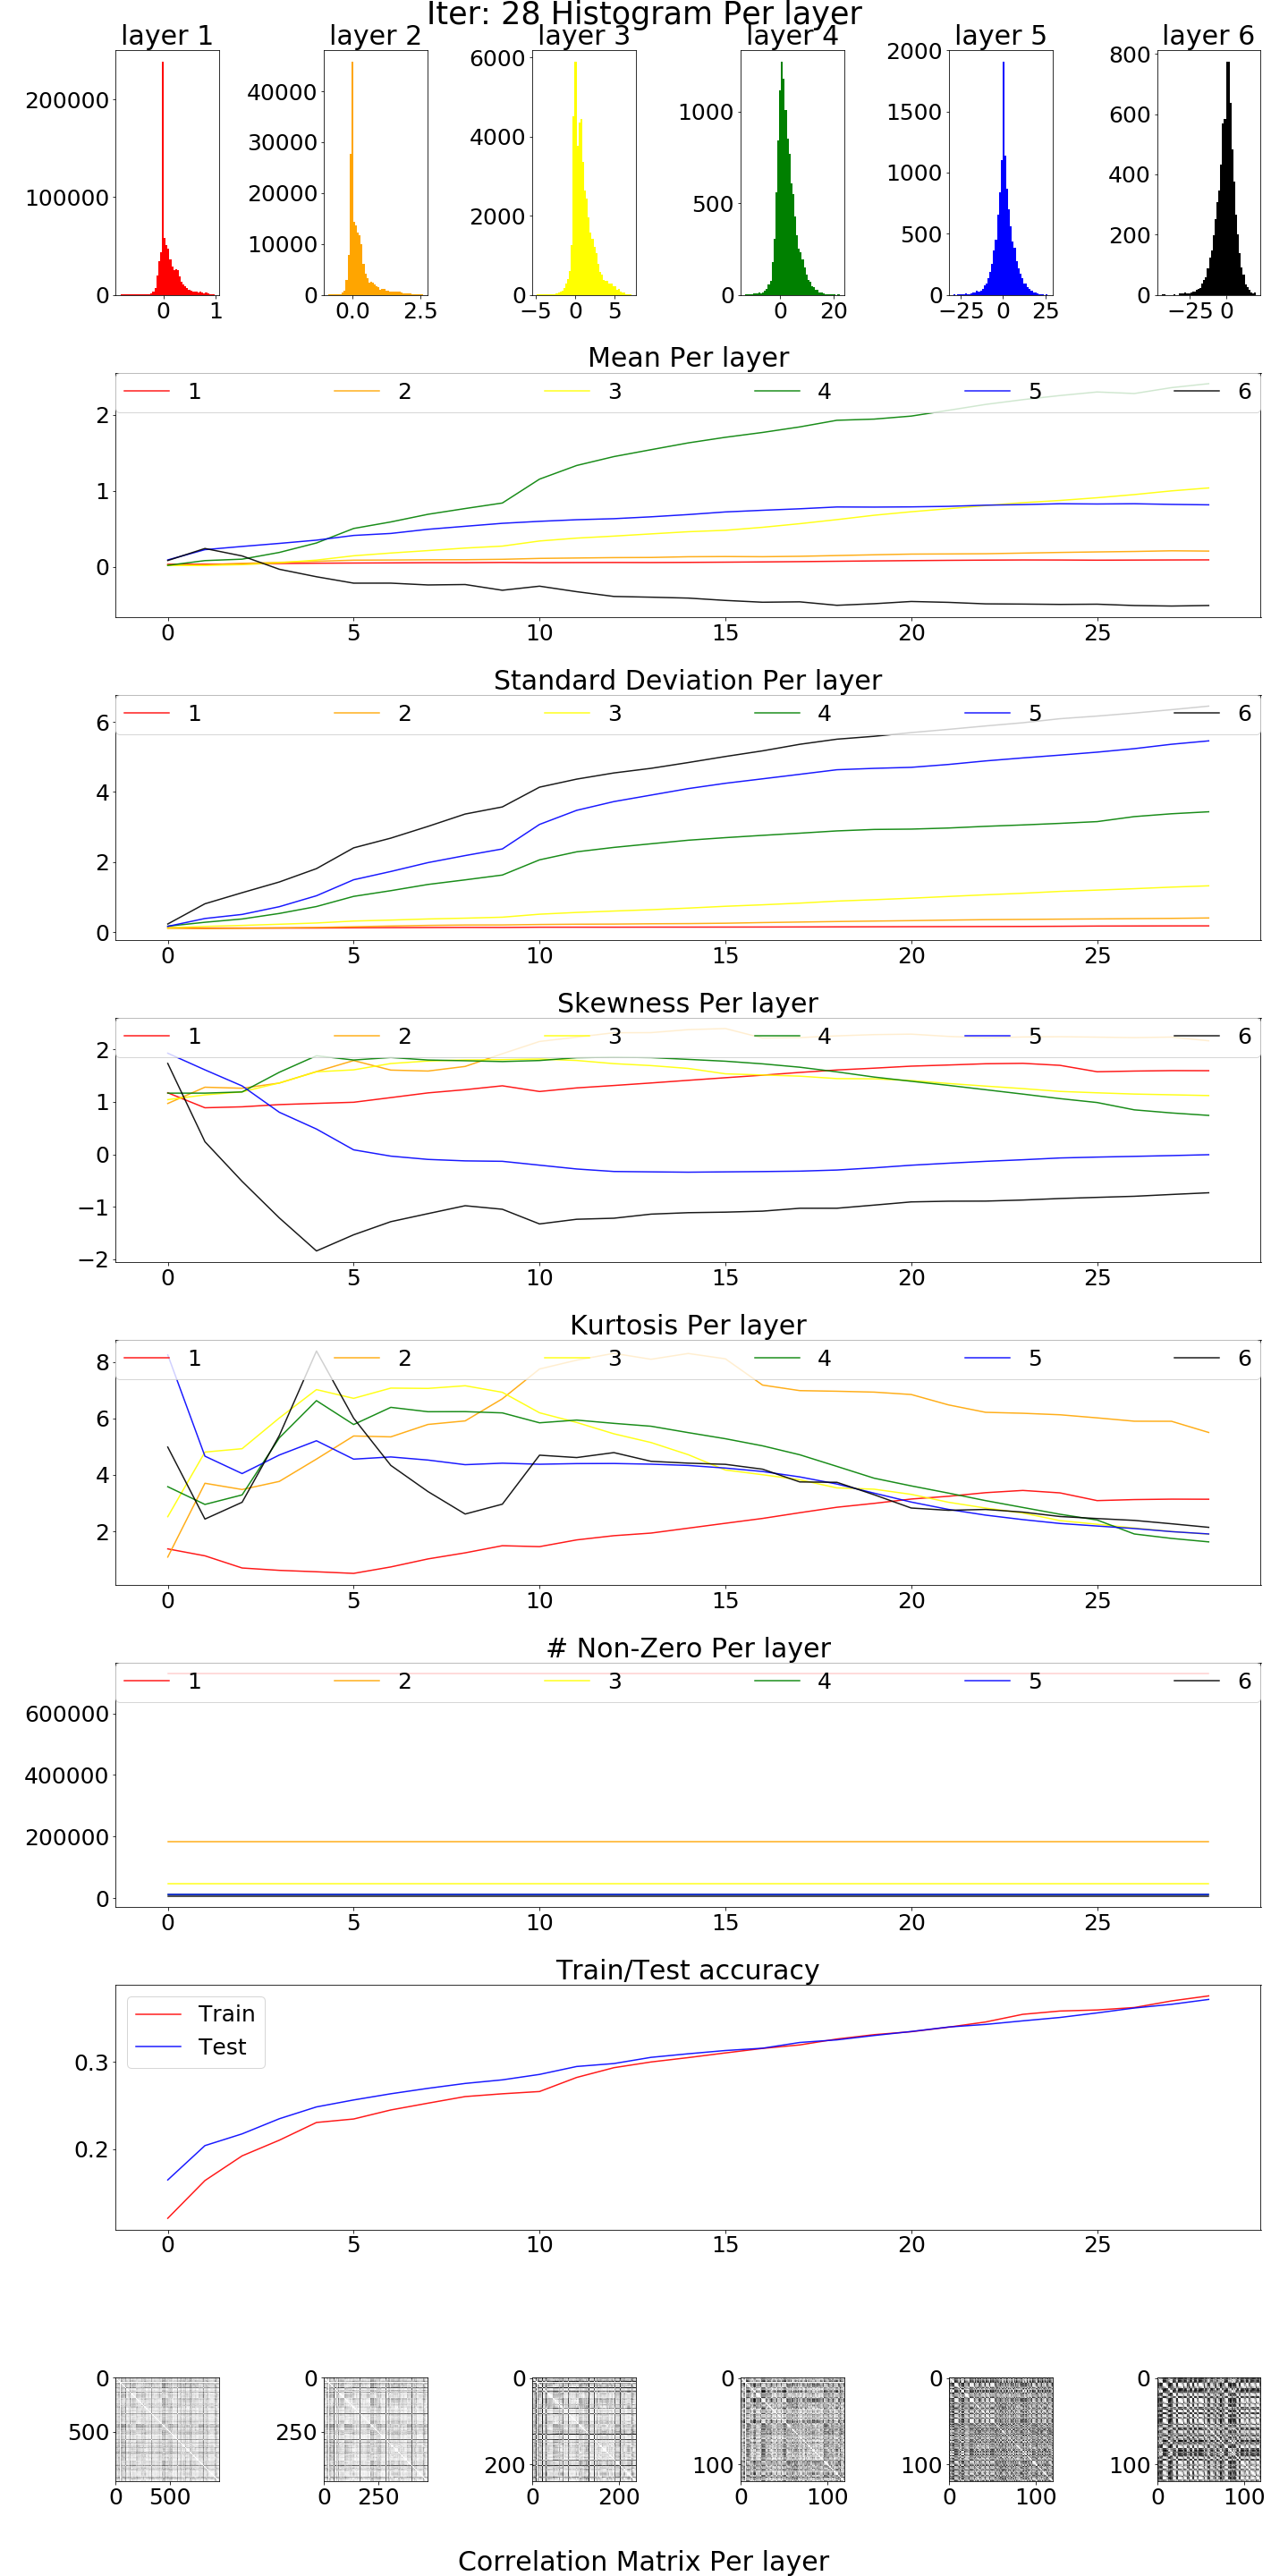 Iter: 28 Histogram Per layer
layer 1 layer 2 layer 3 layer 4 layer 5 layer 6
200000
100000
0
0 1
40000
30000
20000
10000
0
0.0 2.5
6000
4000
2000
0
−5 0 5
1000
500
0
0 20
2000
1500
1000
500
0
−25 0 25
800
600
400
200
0
−25 0
Mean Per layer
1 2 3 4 5 6
2
1
0
0 5 10 15 20 25
Standard Deviation Per layer
1 2 3 4 5 6
6
4
2
0
0 5 10 15 20 25
Skewness Per layer
1 2 3 4 5 6
2
1
0
−1
−2
0 5 10 15 20 25
Kurtosis Per layer
1 2 3 4 5 6
8
6
4
2
0 5 10 15 20 25
# Non-Zero Per layer
1 2 3 4 5 6
600000
400000
200000
0
0 5 10 15 20 25
Train/Test accuracy
Train
Test
0.3
0.2
0 5 10 15 20 25
0
500
0 500
0
250
0 250
0
200
0 200
0
100
0 100
0
100
0 100
0
100
0 100
Correlation Matrix Per layer